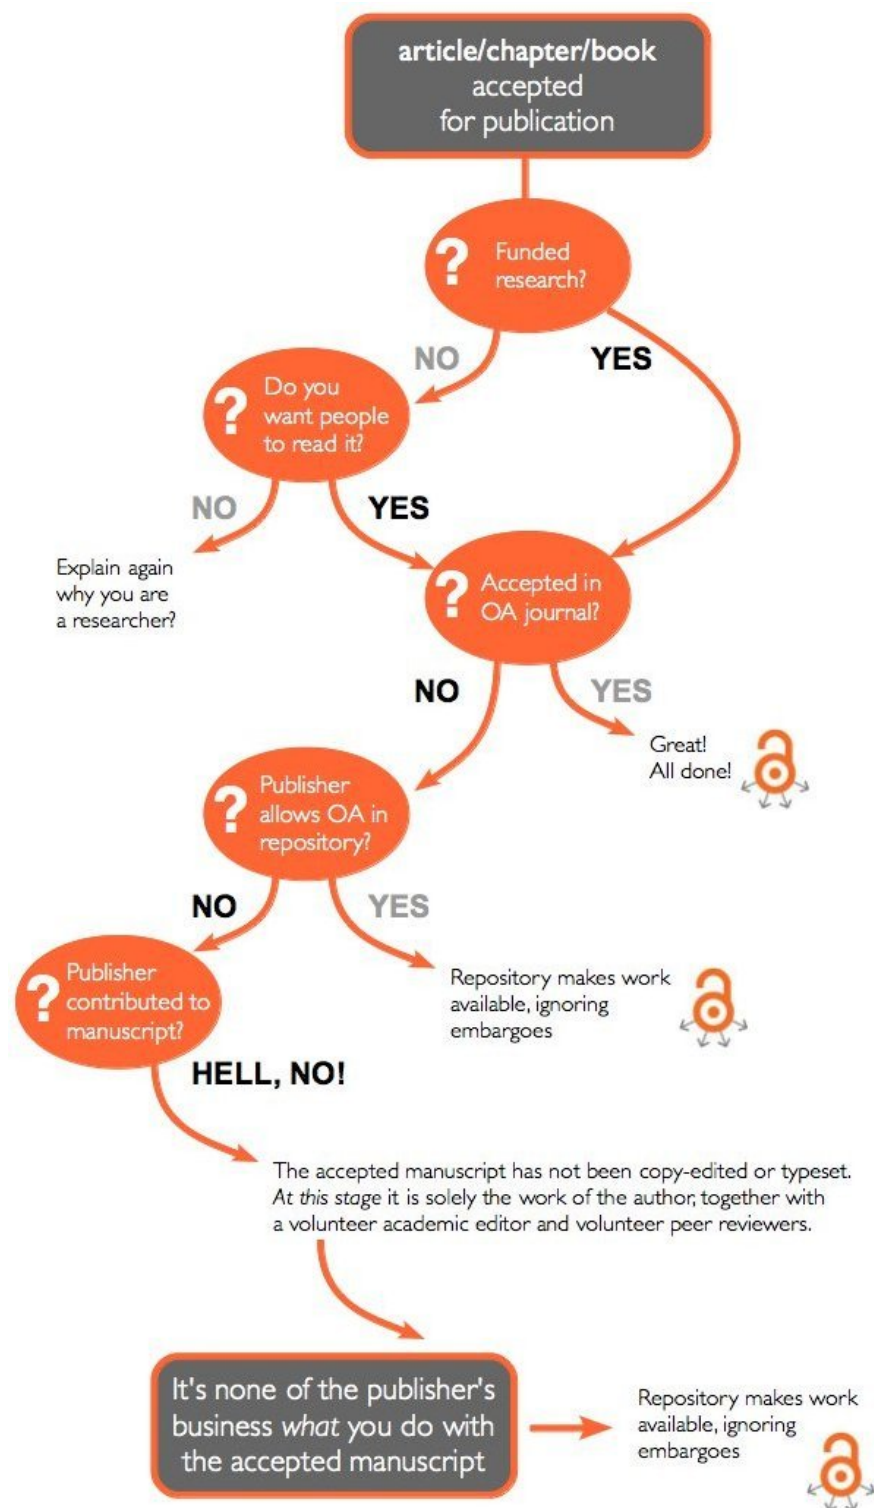 article/chapter/book
accepted
for publication
?
Funded
research?
NO
YES
?
Do you
want people
to read it?
NO
YES
Explain again
why you are
a researcher?
?
Accepted in
OA journal?
NO
YES
Great!
All done!
?
Publisher
allows OA in
repository?
NO
YES
?
Publisher
contributed to
manuscript?
Repository makes work
available, ignoring
embargoes
HELL, NO!
The accepted manuscript has not been copy-edited or typeset.
At this stage it is solely the work of the author, together with
a volunteer academic editor and volunteer peer reviewers.
It's none of the publisher's
business what you do with
the accepted manuscript
Repository makes work
available, ignoring
embargoes